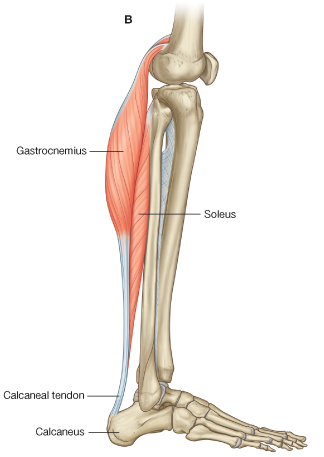 B
Gastrocnemius
Soleus
Calcaneal tendon
Calcaneus